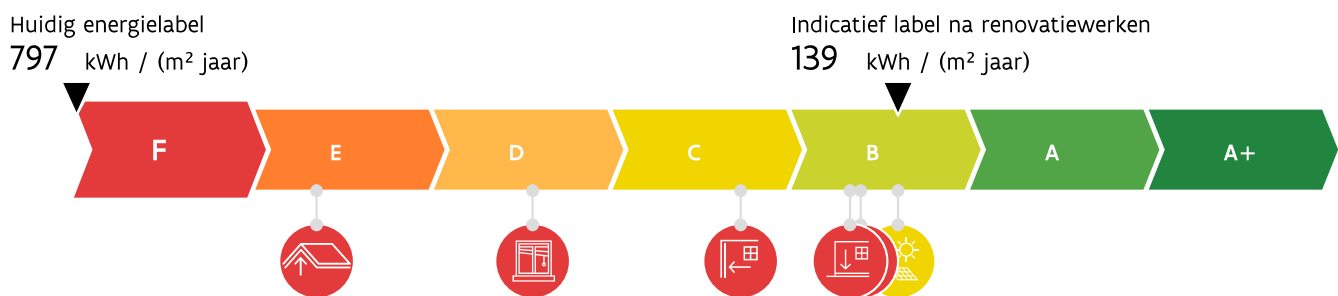 Huidig energielabel
797 kWh / (m² jaar)
Indicatief label na renovatiewerken
139 kWh / (m² jaar)
F E D C B A A+